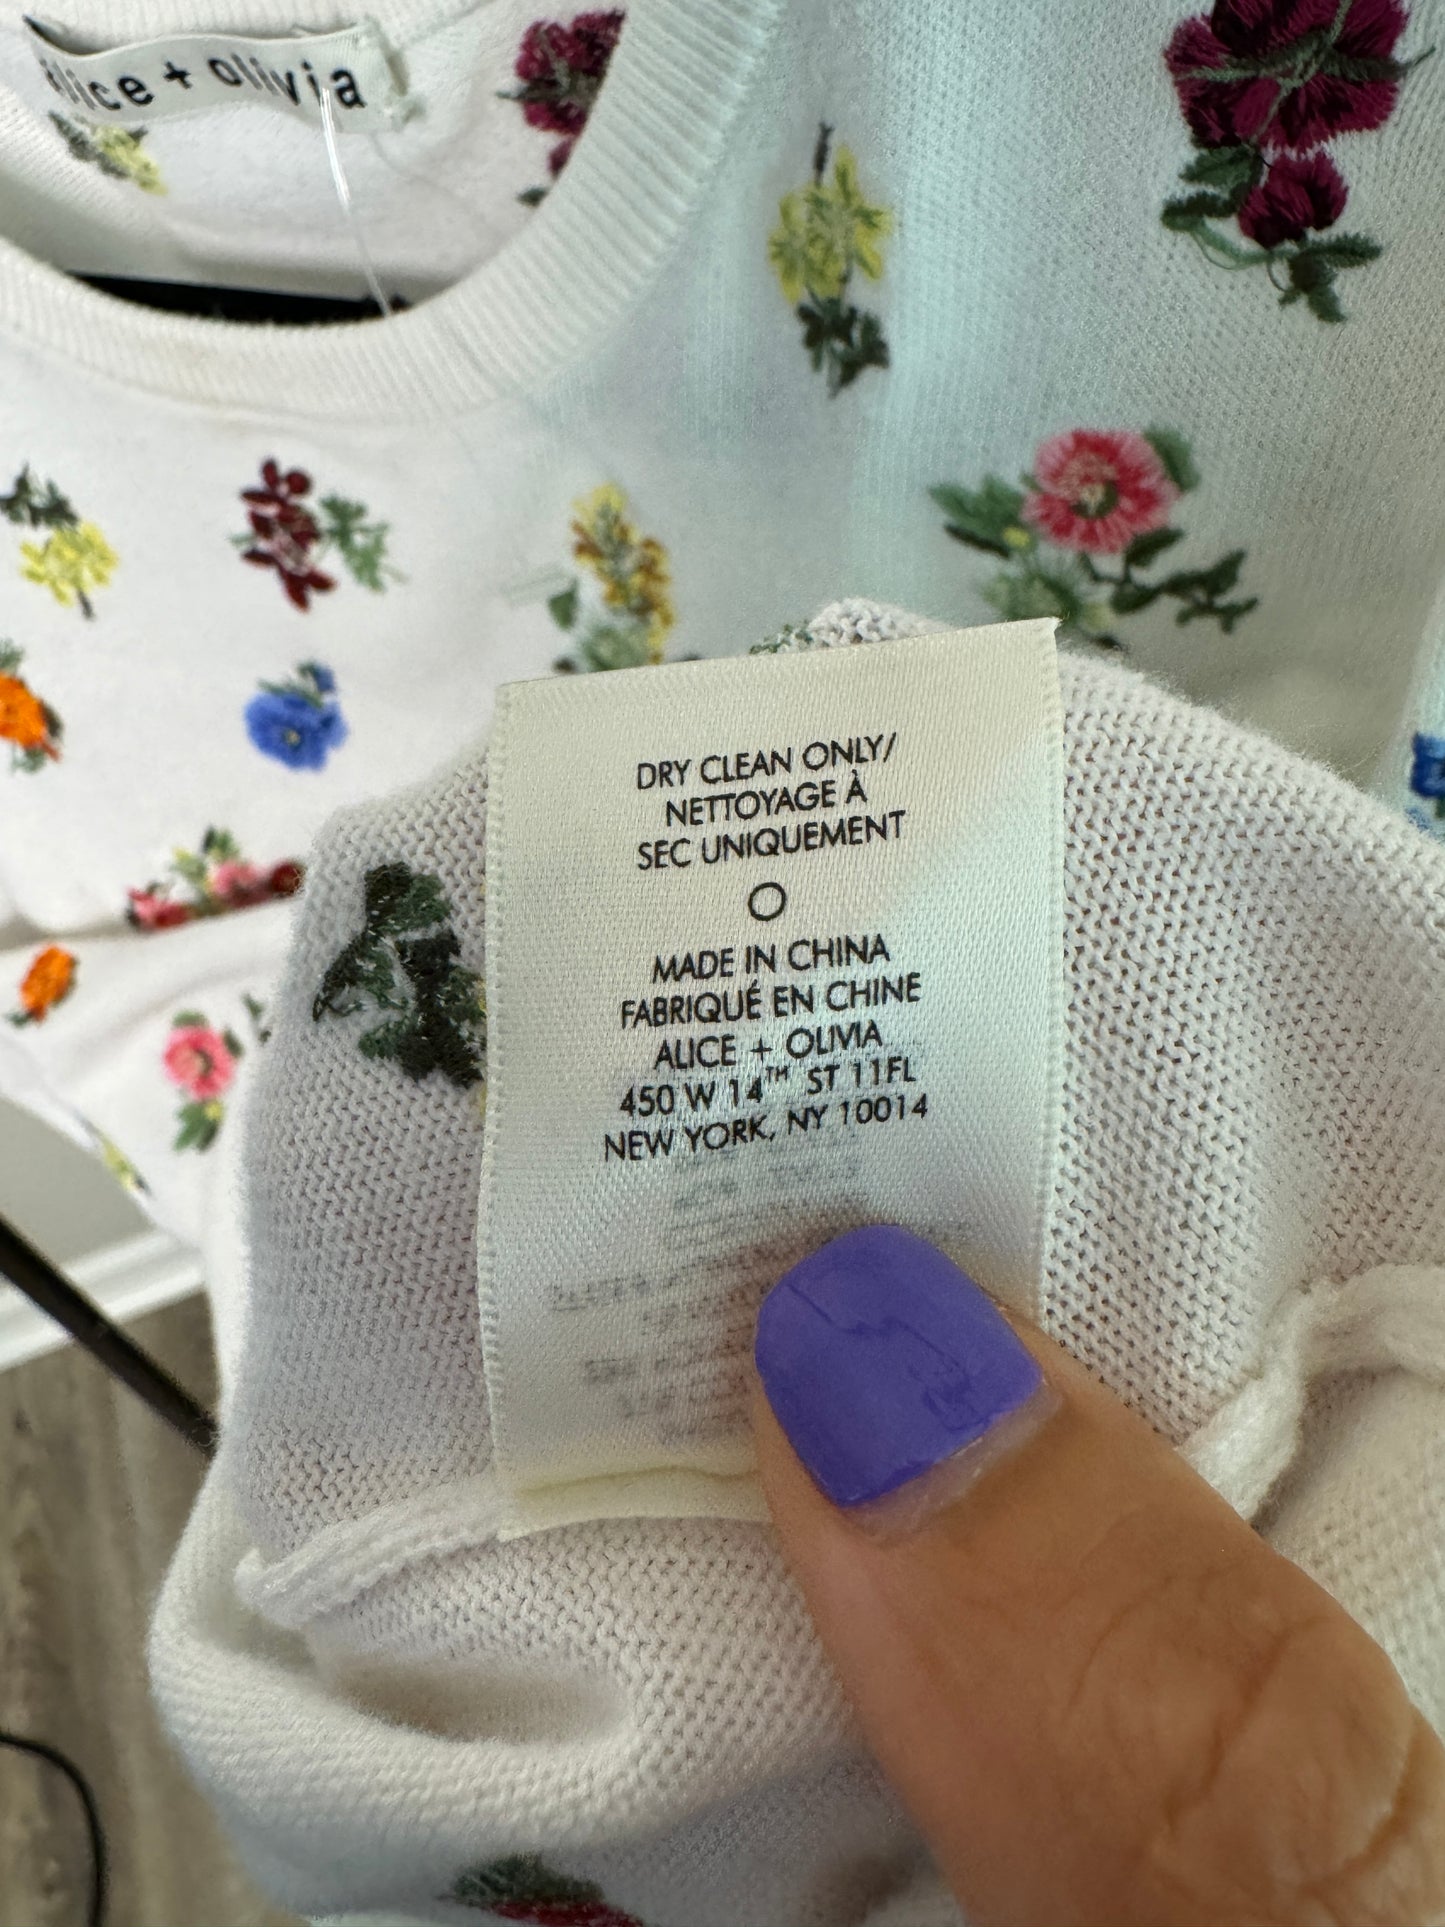 alice + olivia
DRY CLEAN ONLY/
NETTOYAGE À
SEC UNIQUEMENT
MADE IN CHINA
FABRIQUÉ EN CHINE
ALICE + OLIVIA
450 W 14TH ST 11FL
NEW YORK, NY 10014